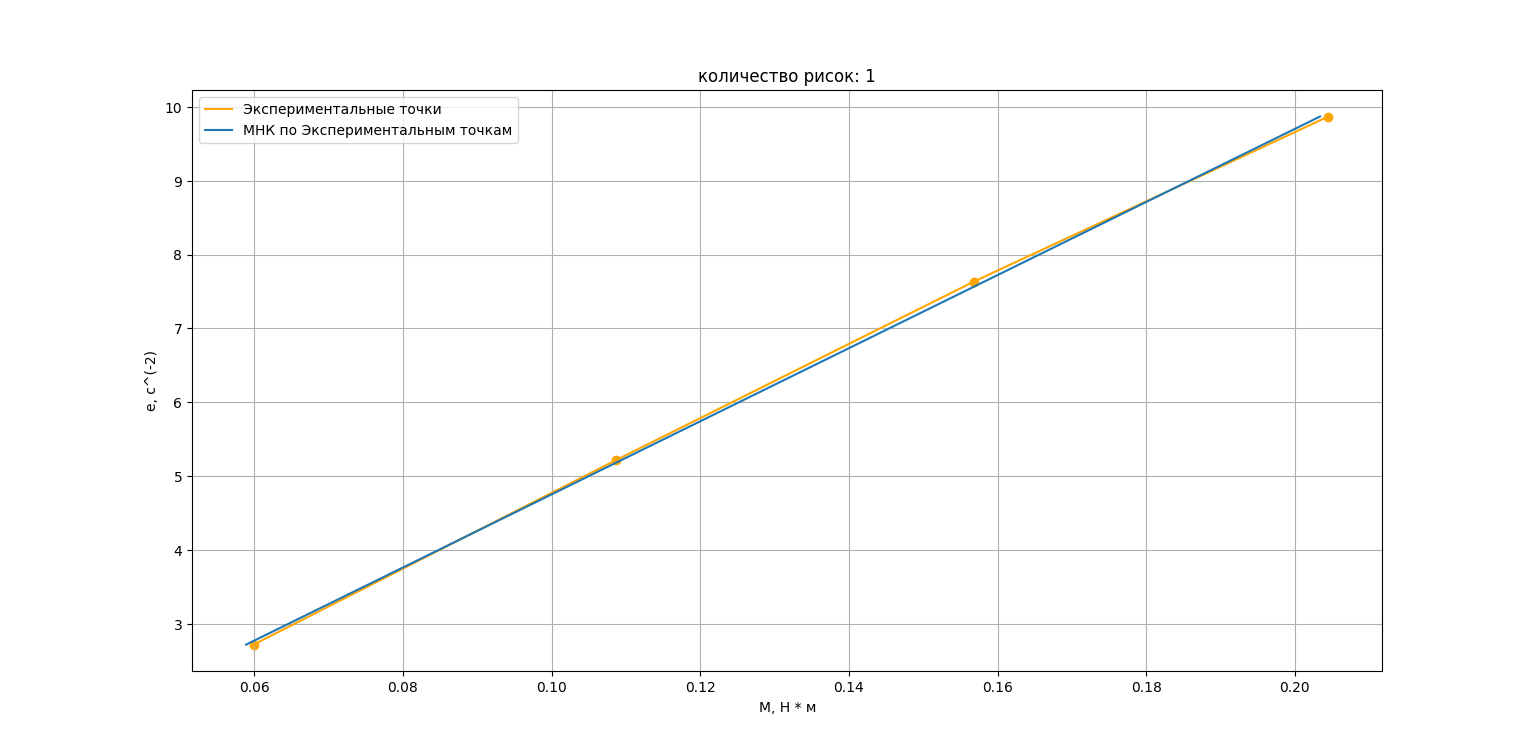 количество рисок: 1
Экспериментальные точки
МНК по Экспериментальным точкам
10
9
8
7
6
5
4
3
e, c^(-2)
0.06 0.08 0.10 0.12 0.14 0.16 0.18 0.20
М, Н * м